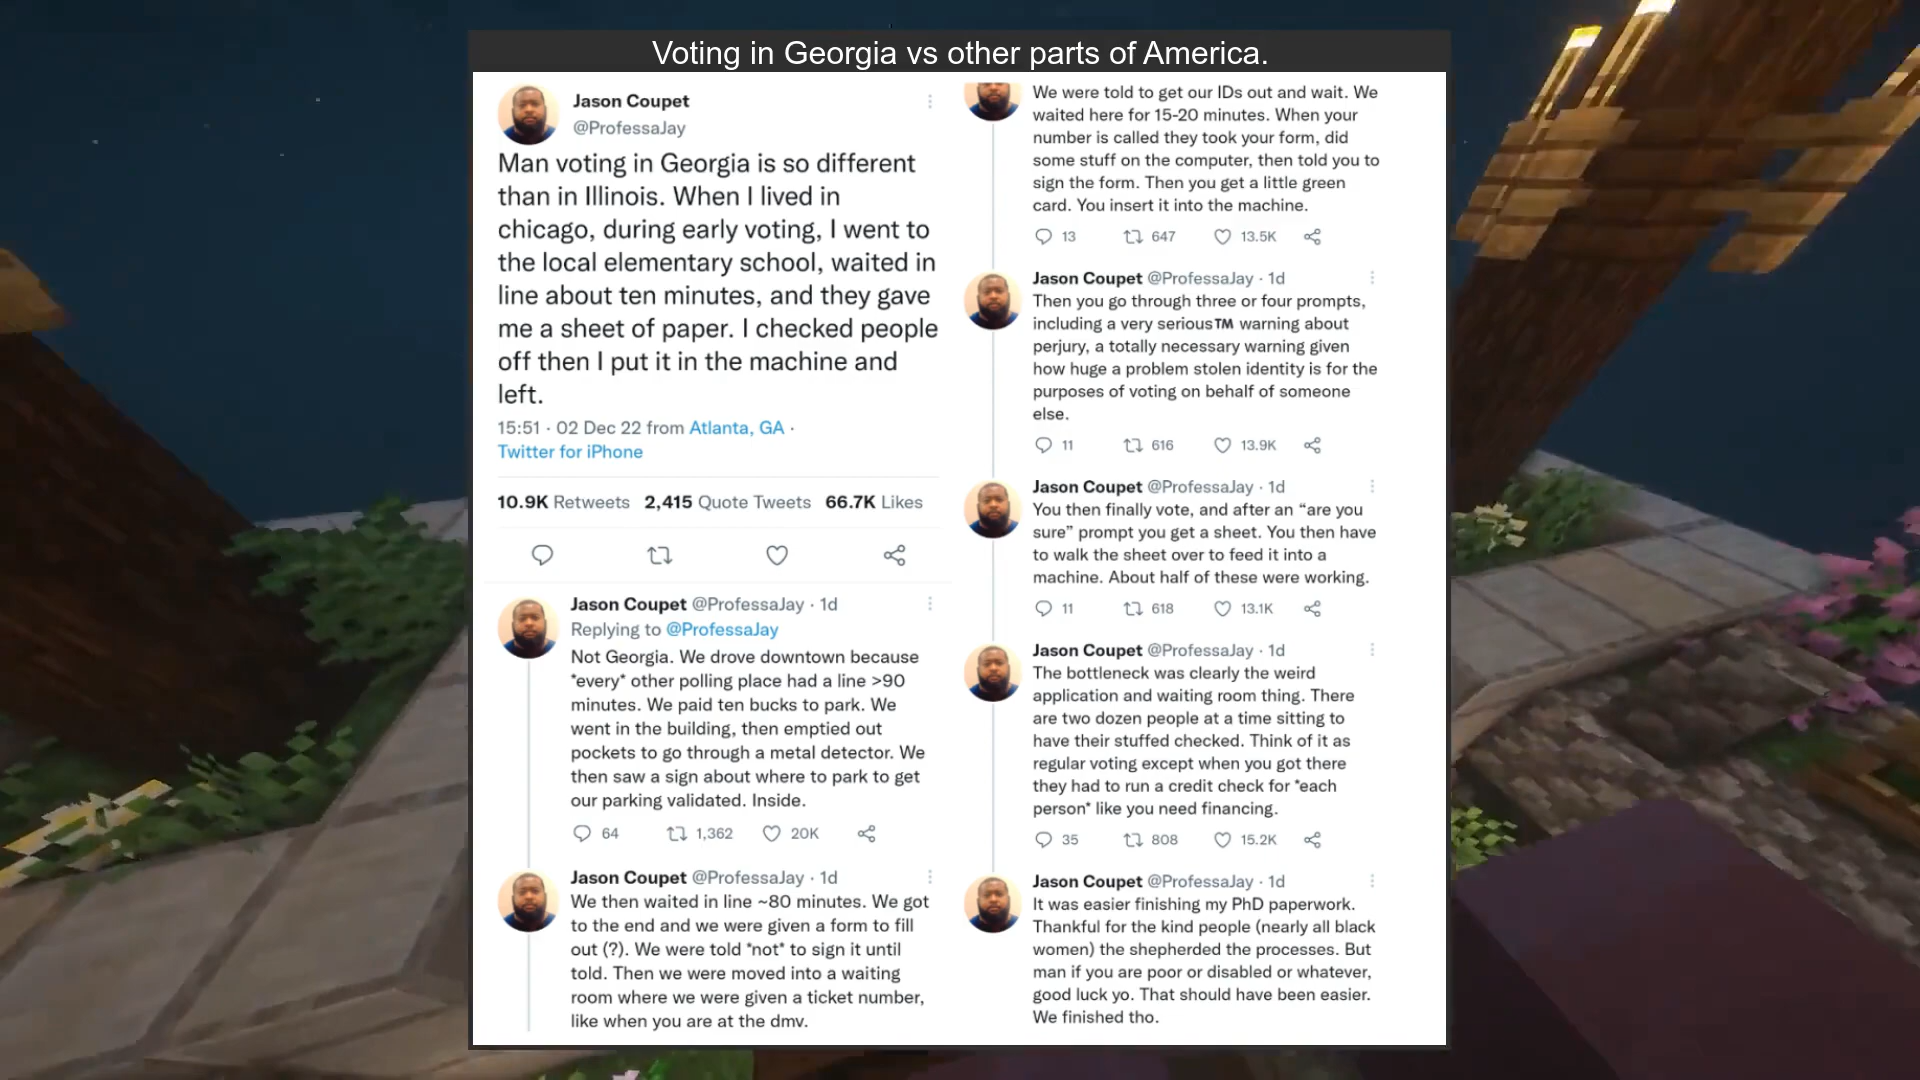 Voting in Georgia vs other parts of America.
Jason Coupet
@ProfessaJay
Man voting in Georgia is so different
than in Illinois. When I lived in
chicago, during early voting, I went to
the local elementary school, waited in
line about ten minutes, and they gave
me a sheet of paper. I checked people
off then I put it in the machine and
left.
15:51 · 02 Dec 22 from Atlanta, GA ·
Twitter for iPhone
10.9K Retweets 2,415 Quote Tweets 66.7K Likes
Jason Coupet @ProfessaJay · 1d
Replying to @ProfessaJay
Not Georgia. We drove downtown because
*every* other polling place had a line >90
minutes. We paid ten bucks to park. We
went in the building, then emptied out
pockets to go through a metal detector. We
then saw a sign about where to park to get
our parking validated. Inside.
64 1,362 20K
Jason Coupet @ProfessaJay · 1d
We then waited in line ~80 minutes. We got
to the end and we were given a form to fill
out (?). We were told *not* to sign it until
told. Then we were moved into a waiting
room where we were given a ticket number,
like when you are at the dmv.
We were told to get our IDs out and wait. We
waited here for 15-20 minutes. When your
number is called they took your form, did
some stuff on the computer, then told you to
sign the form. Then you get a little green
card. You insert it into the machine.
13 647 13.5K
Jason Coupet @ProfessaJay · 1d
Then you go through three or four prompts,
including a very serious™ warning about
perjury, a totally necessary warning given
how huge a problem stolen identity is for the
purposes of voting on behalf of someone
else.
11 616 13.9K
Jason Coupet @ProfessaJay · 1d
You then finally vote, and after an “are you
sure” prompt you get a sheet. You then have
to walk the sheet over to feed it into a
machine. About half of these were working.
11 618 13.1K
Jason Coupet @ProfessaJay · 1d
The bottleneck was clearly the weird
application and waiting room thing. There
are two dozen people at a time sitting to
have their stuffed checked. Think of it as
regular voting except when you got there
they had to run a credit check for *each
person* like you need financing.
35 808 15.2K
Jason Coupet @ProfessaJay · 1d
It was easier finishing my PhD paperwork.
Thankful for the kind people (nearly all black
women) the shepherded the processes. But
man if you are poor or disabled or whatever,
good luck yo. That should have been easier.
We finished tho.